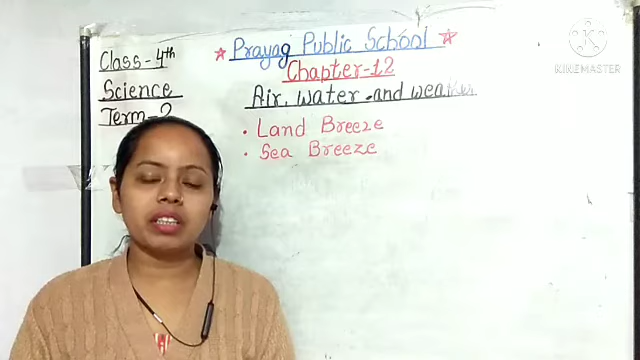 Class-4th
Science
Term-2
☆ Prayag Public School ☆
Chapter-12
Air, water and weather
• Land Breeze
• Sea Breeze
KINEMASTER